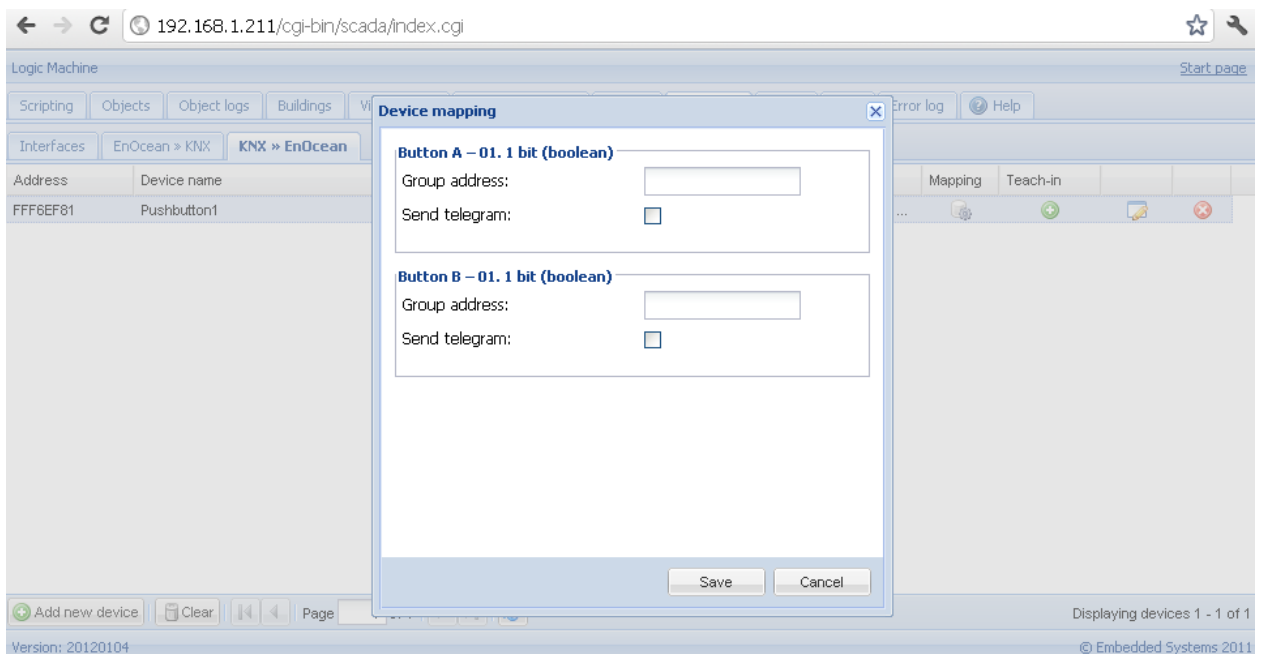 192.168.1.211/cgi-bin/scada/index.cgi
Logic Machine Start page
Scripting Objects Object logs Buildings Error log Help
Device mapping
Interfaces EnOcean » KNX KNX » EnOcean
Button A – 01. 1 bit (boolean)
Address Device name Group address: Mapping Teach-in
FFF6EF81 Pushbutton1 Send telegram: ...
Button B – 01. 1 bit (boolean)
Group address:
Send telegram:
Save Cancel
Add new device Clear Page Displaying devices 1 - 1 of 1
Version: 20120104 © Embedded Systems 2011